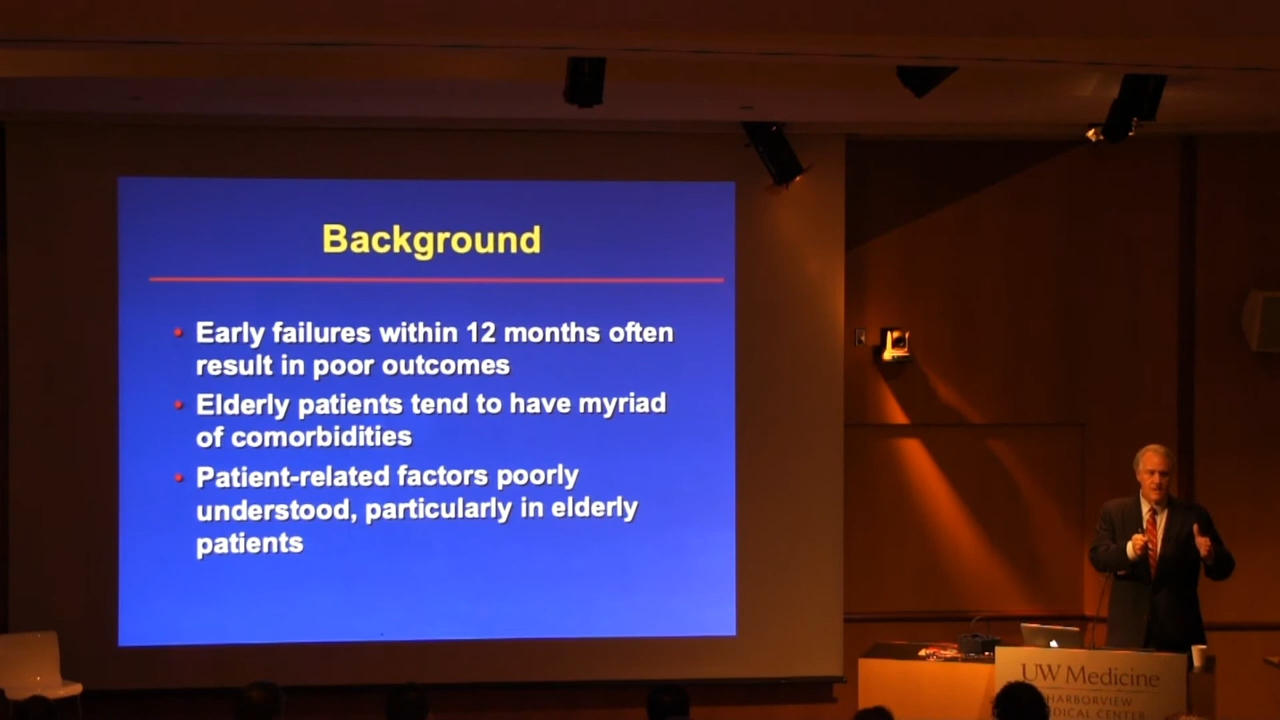 Background
• Early failures within 12 months often
result in poor outcomes
• Elderly patients tend to have myriad
of comorbidities
• Patient-related factors poorly
understood, particularly in elderly
patients
UW Medicine
HARBORVIEW
CENTER